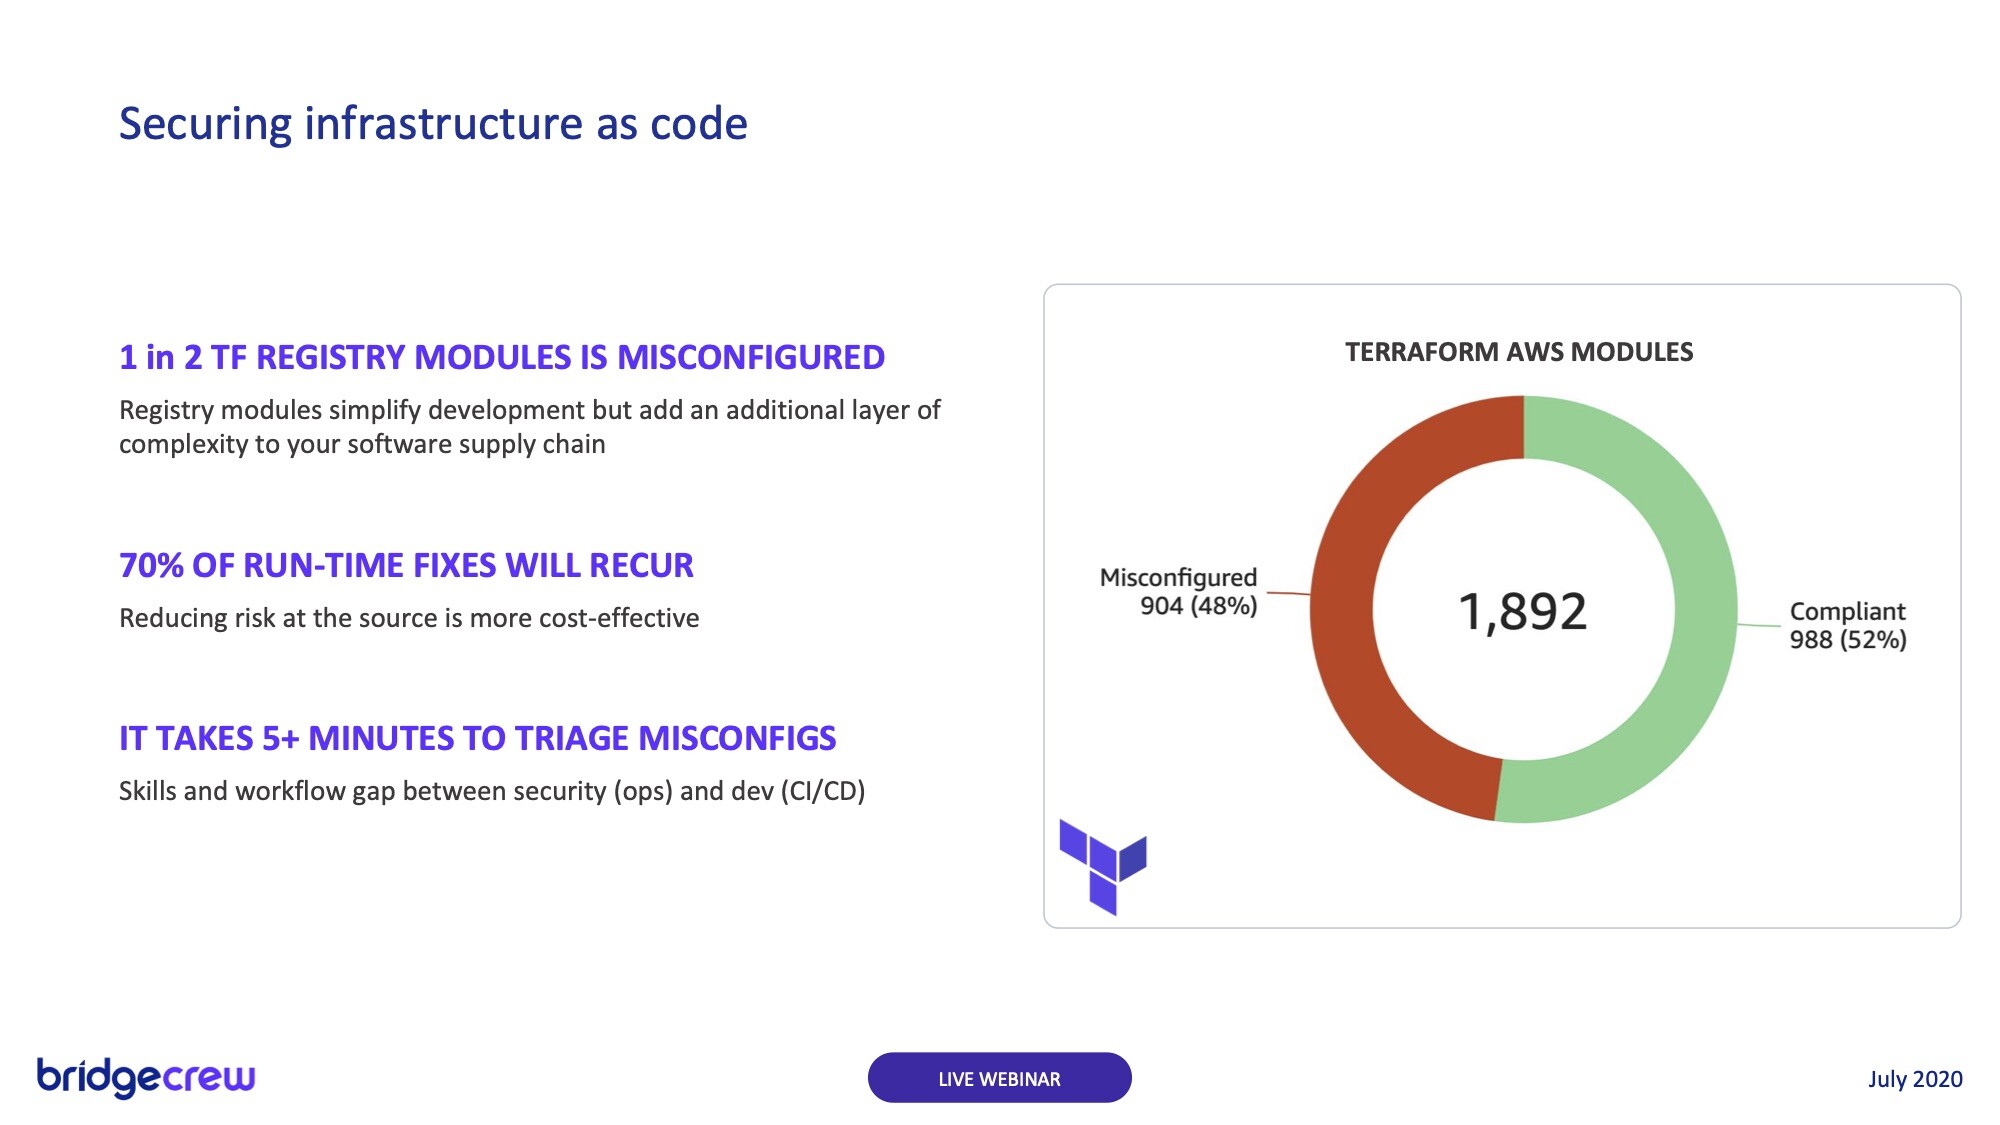 Securing infrastructure as code
1 in 2 TF REGISTRY MODULES IS MISCONFIGURED
Registry modules simplify development but add an additional layer of
complexity to your software supply chain
70% OF RUN-TIME FIXES WILL RECUR
Reducing risk at the source is more cost-effective
IT TAKES 5+ MINUTES TO TRIAGE MISCONFIGS
Skills and workflow gap between security (ops) and dev (CI/CD)
TERRAFORM AWS MODULES
Misconfigured
904 (48%)
1,892
Compliant
988 (52%)
bridgecrew
LIVE WEBINAR
July 2020